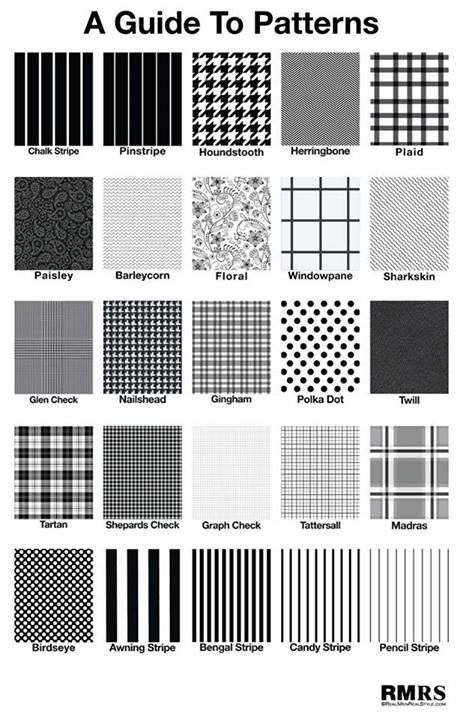 A Guide To Patterns
Chalk Stripe
Pinstripe
Houndstooth
Herringbone
Plaid
Paisley
Barleycorn
Floral
Windowpane
Sharkskin
Glen Check
Nailshead
Gingham
Polka Dot
Twill
Tartan
Shepards Check
Graph Check
Tattersall
Madras
Birdseye
Awning Stripe
Bengal Stripe
Candy Stripe
Pencil Stripe
RMRS
©RealMenRealStyle.com